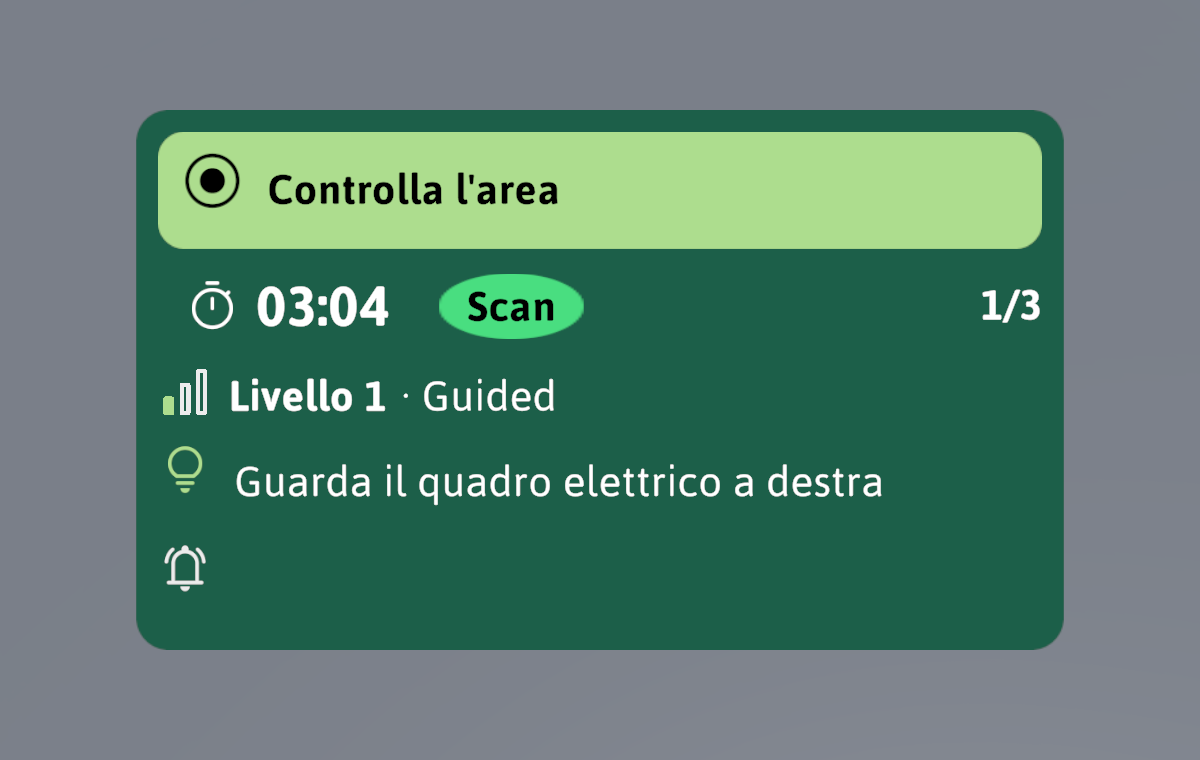 Controlla l'area
03:04 Scan 1/3
Livello 1 · Guided
Guarda il quadro elettrico a destra